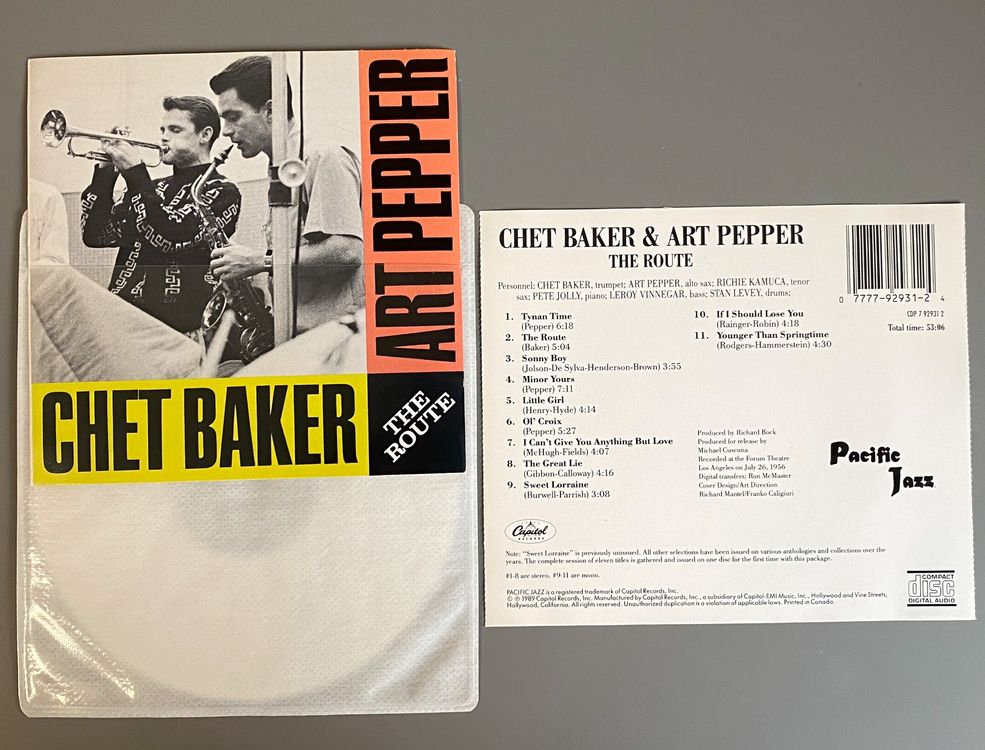 ART PEPPER
CHET BAKER
THE
ROUTE
CHET BAKER & ART PEPPER
THE ROUTE
Personnel: CHET BAKER, trumpet; ART PEPPER, alto sax; RICHIE KAMUCA, tenor
sax; PETE JOLLY, piano; LEROY VINNEGAR, bass; STAN LEVEY, drums;
0 7777-92931-2 4
CDP 7 92931 2
Total time: 53:06
1. Tynan Time
(Pepper) 6:18
2. The Route
(Baker) 5:04
3. Sonny Boy
(Jolson-De Sylva-Henderson-Brown) 3:55
4. Minor Yours
(Pepper) 7:11
5. Little Girl
(Henry-Hyde) 4:14
6. Ol' Croix
(Pepper) 5:27
7. I Can't Give You Anything But Love
(McHugh-Fields) 4:07
8. The Great Lie
(Gibbon-Calloway) 4:16
9. Sweet Lorraine
(Burwell-Parrish) 3:08
10. If I Should Lose You
(Rainger-Robin) 4:18
11. Younger Than Springtime
(Rodgers-Hammerstein) 4:30
Produced by Richard Bock
Produced for release by
Michael Cuscuna
Recorded at the Forum Theatre
Los Angeles on July 26, 1956
Digital transfers: Ron McMaster
Cover Design/Art Direction
Richard Mantel/Franko Caligiuri
Pacific
Jazz
Capitol
RECORDS
Note: "Sweet Lorraine" is previously unissued. All other selections have been issued on various anthologies and collections over the
years. The complete session of eleven titles is gathered and issued on one disc for the first time with this package.
#1-8 are stereo. #9-11 are mono.
PACIFIC JAZZ is a registered trademark of Capitol Records, Inc.
© ℗ 1989 Capitol Records, Inc. Manufactured by Capitol Records, Inc., a subsidiary of Capitol-EMI Music, Inc., Hollywood and Vine Streets,
Hollywood, California. All rights reserved. Unauthorized duplication is a violation of applicable laws. Printed in Canada.
COMPACT
disc
DIGITAL AUDIO